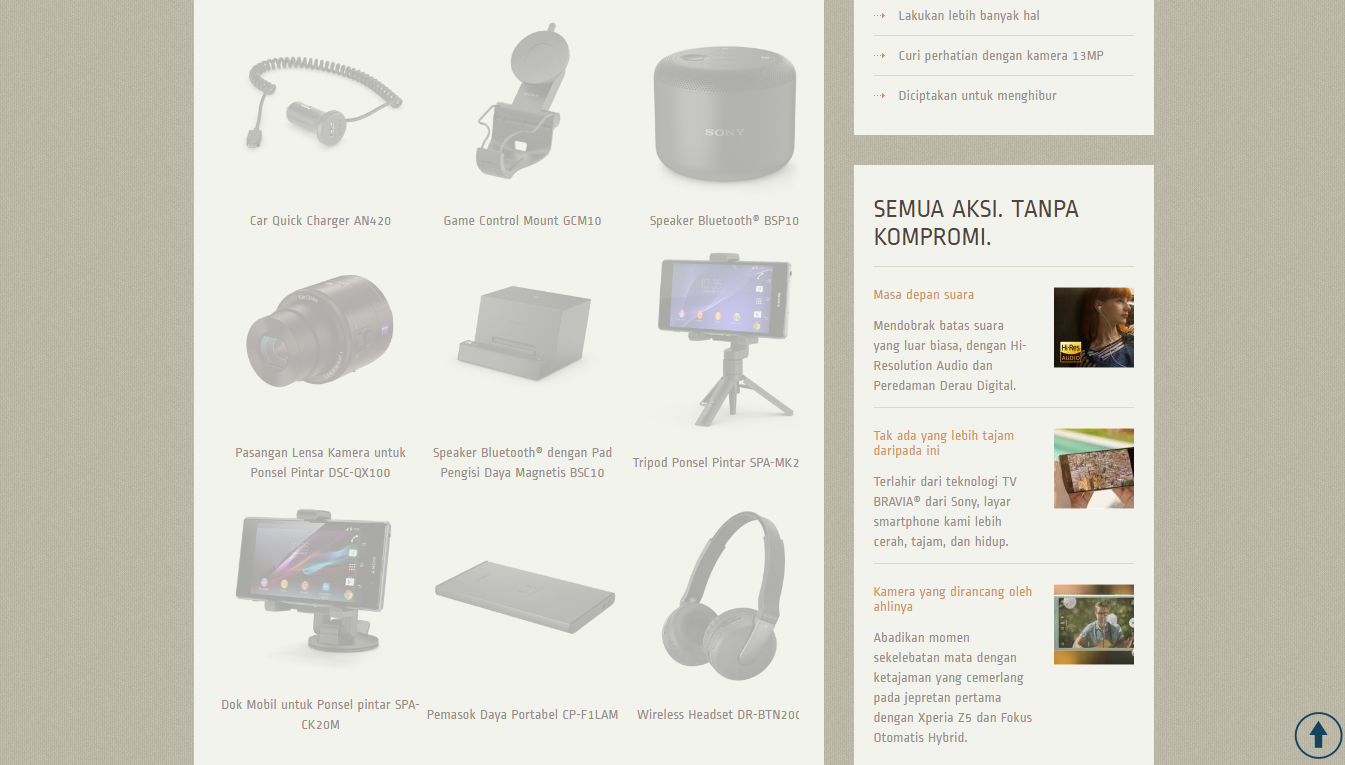 Car Quick Charger AN420
Game Control Mount GCM10
SONY
Speaker Bluetooth® BSP10
Pasangan Lensa Kamera untuk
Ponsel Pintar DSC-QX100
Speaker Bluetooth® dengan Pad
Pengisi Daya Magnetis BSC10
Tripod Ponsel Pintar SPA-MK2
Dok Mobil untuk Ponsel pintar SPA-
CK20M
Pemasok Daya Portabel CP-F1LAM
Wireless Headset DR-BTN200
Lakukan lebih banyak hal
Curi perhatian dengan kamera 13MP
Diciptakan untuk menghibur
SEMUA AKSI. TANPA
KOMPROMI.
Masa depan suara
Mendobrak batas suara
yang luar biasa, dengan Hi-
Resolution Audio dan
Peredaman Derau Digital.
Hi-Res
AUDIO
Tak ada yang lebih tajam
daripada ini
Terlahir dari teknologi TV
BRAVIA® dari Sony, layar
smartphone kami lebih
cerah, tajam, dan hidup.
Kamera yang dirancang oleh
ahlinya
Abadikan momen
sekelebatan mata dengan
ketajaman yang cemerlang
pada jepretan pertama
dengan Xperia Z5 dan Fokus
Otomatis Hybrid.